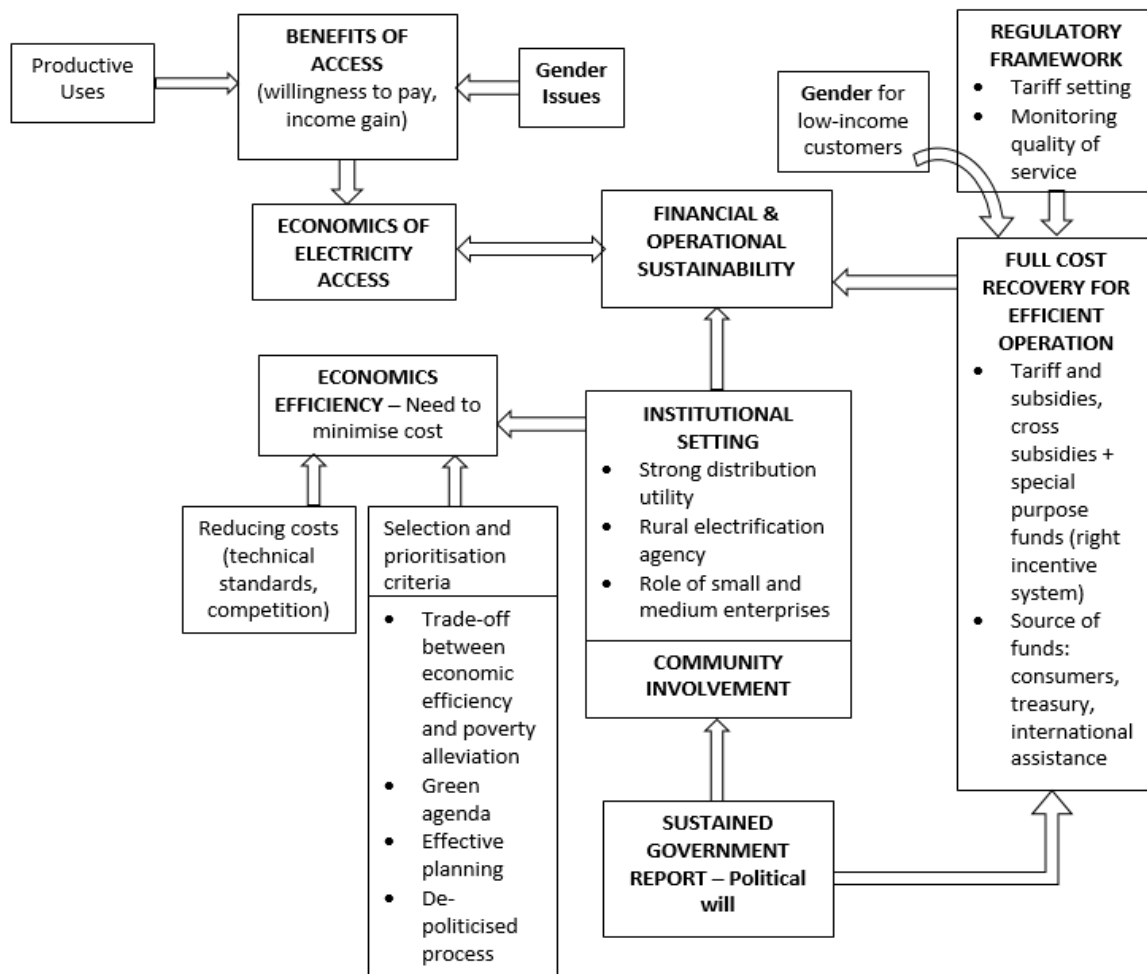 BENEFITS OF
ACCESS
(willingness to pay,
income gain)
Productive
Uses
Gender
Issues
REGULATORY
FRAMEWORK
• Tariff setting
• Monitoring
quality of
service
Gender for
low-income
customers
ECONOMICS OF
ELECTRICITY
ACCESS
FINANCIAL &
OPERATIONAL
SUSTAINABILITY
FULL COST
RECOVERY FOR
EFFICIENT
OPERATION
• Tariff and
subsidies,
cross
subsidies +
special
purpose
funds (right
incentive
system)
• Source of
funds:
consumers,
treasury,
international
assistance
ECONOMICS
EFFICIENCY – Need to
minimise cost
INSTITUTIONAL
SETTING
• Strong distribution
utility
• Rural electrification
agency
• Role of small and
medium enterprises
COMMUNITY
INVOLVEMENT
Reducing costs
(technical
standards,
competition)
Selection and
prioritisation
criteria
• Trade-off
between
economic
efficiency
and poverty
alleviation
• Green
agenda
• Effective
planning
• De-
politicised
process
SUSTAINED
GOVERNMENT
REPORT – Political
will